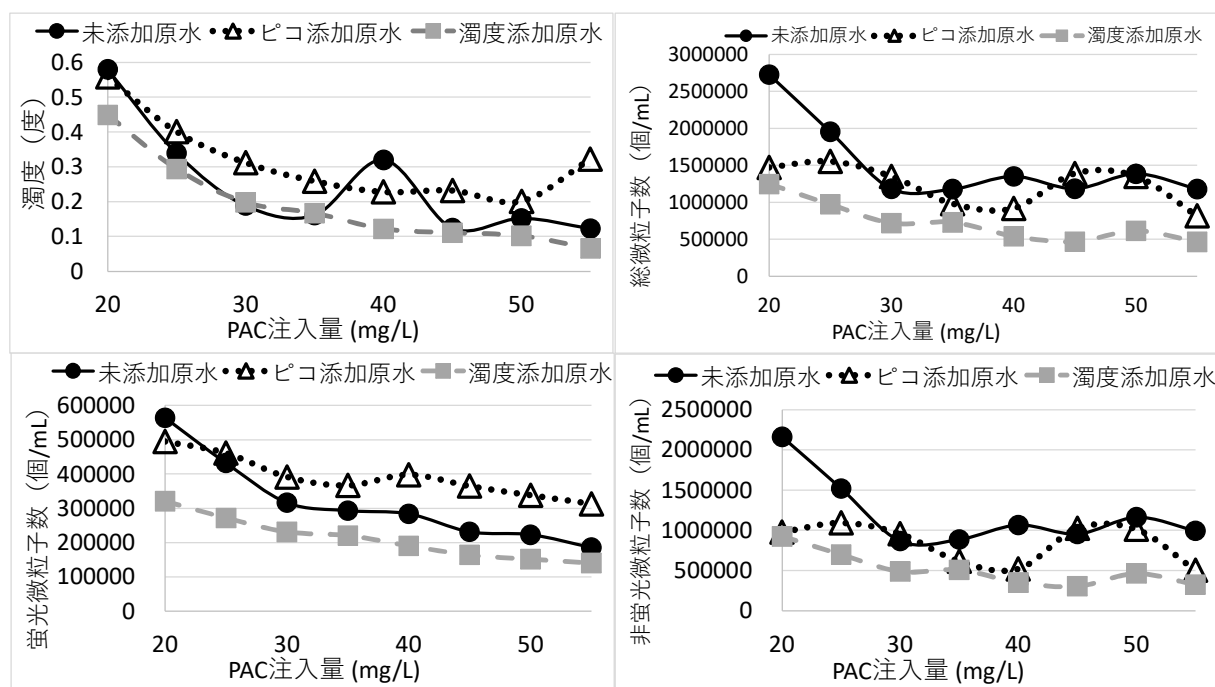 未添加原水 ピコ添加原水 濁度添加原水
濁度（度）
0.6
0.5
0.4
0.3
0.2
0.1
0
20 30 40 50
PAC注入量 (mg/L)
未添加原水 ピコ添加原水 濁度添加原水
総微粒子数（個/mL）
3000000
2500000
2000000
1500000
1000000
500000
0
20 30 40 50
PAC注入量 (mg/L)
未添加原水 ピコ添加原水 濁度添加原水
蛍光微粒子数（個/mL）
600000
500000
400000
300000
200000
100000
0
20 30 40 50
PAC注入量 (mg/L)
未添加原水 ピコ添加原水 濁度添加原水
非蛍光微粒子数（個/mL）
2500000
2000000
1500000
1000000
500000
0
20 30 40 50
PAC注入量 (mg/L)